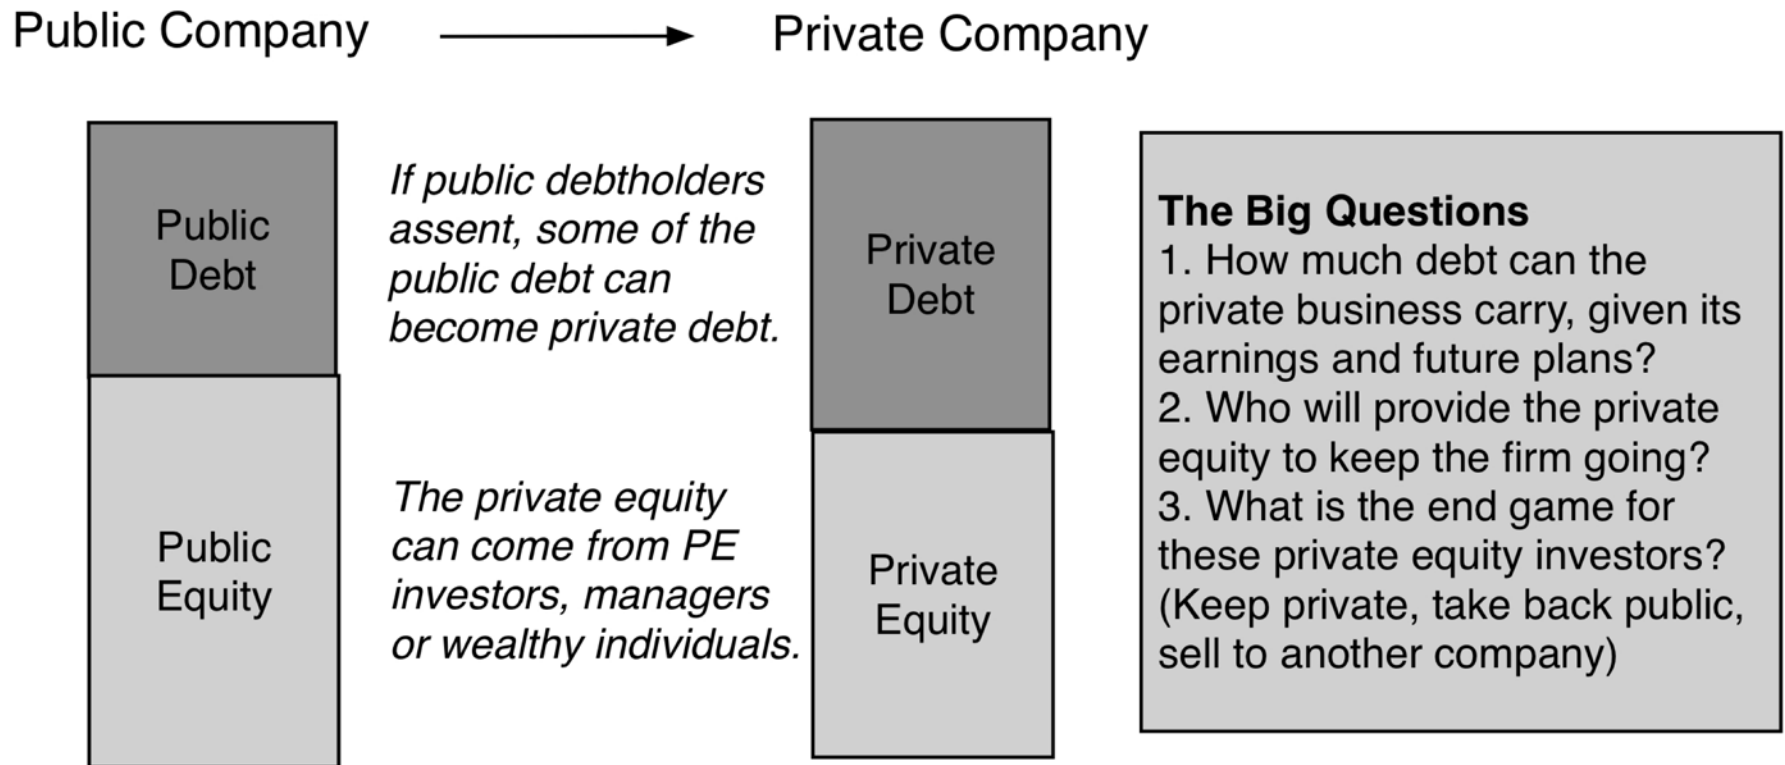 Public Company
Private Company
Public
Debt
If public debtholders
assent, some of the
public debt can
become private debt.
Private
Debt
Public
Equity
The private equity
can come from PE
investors, managers
or wealthy individuals.
Private
Equity
The Big Questions
1. How much debt can the
private business carry, given its
earnings and future plans?
2. Who will provide the private
equity to keep the firm going?
3. What is the end game for
these private equity investors?
(Keep private, take back public,
sell to another company)